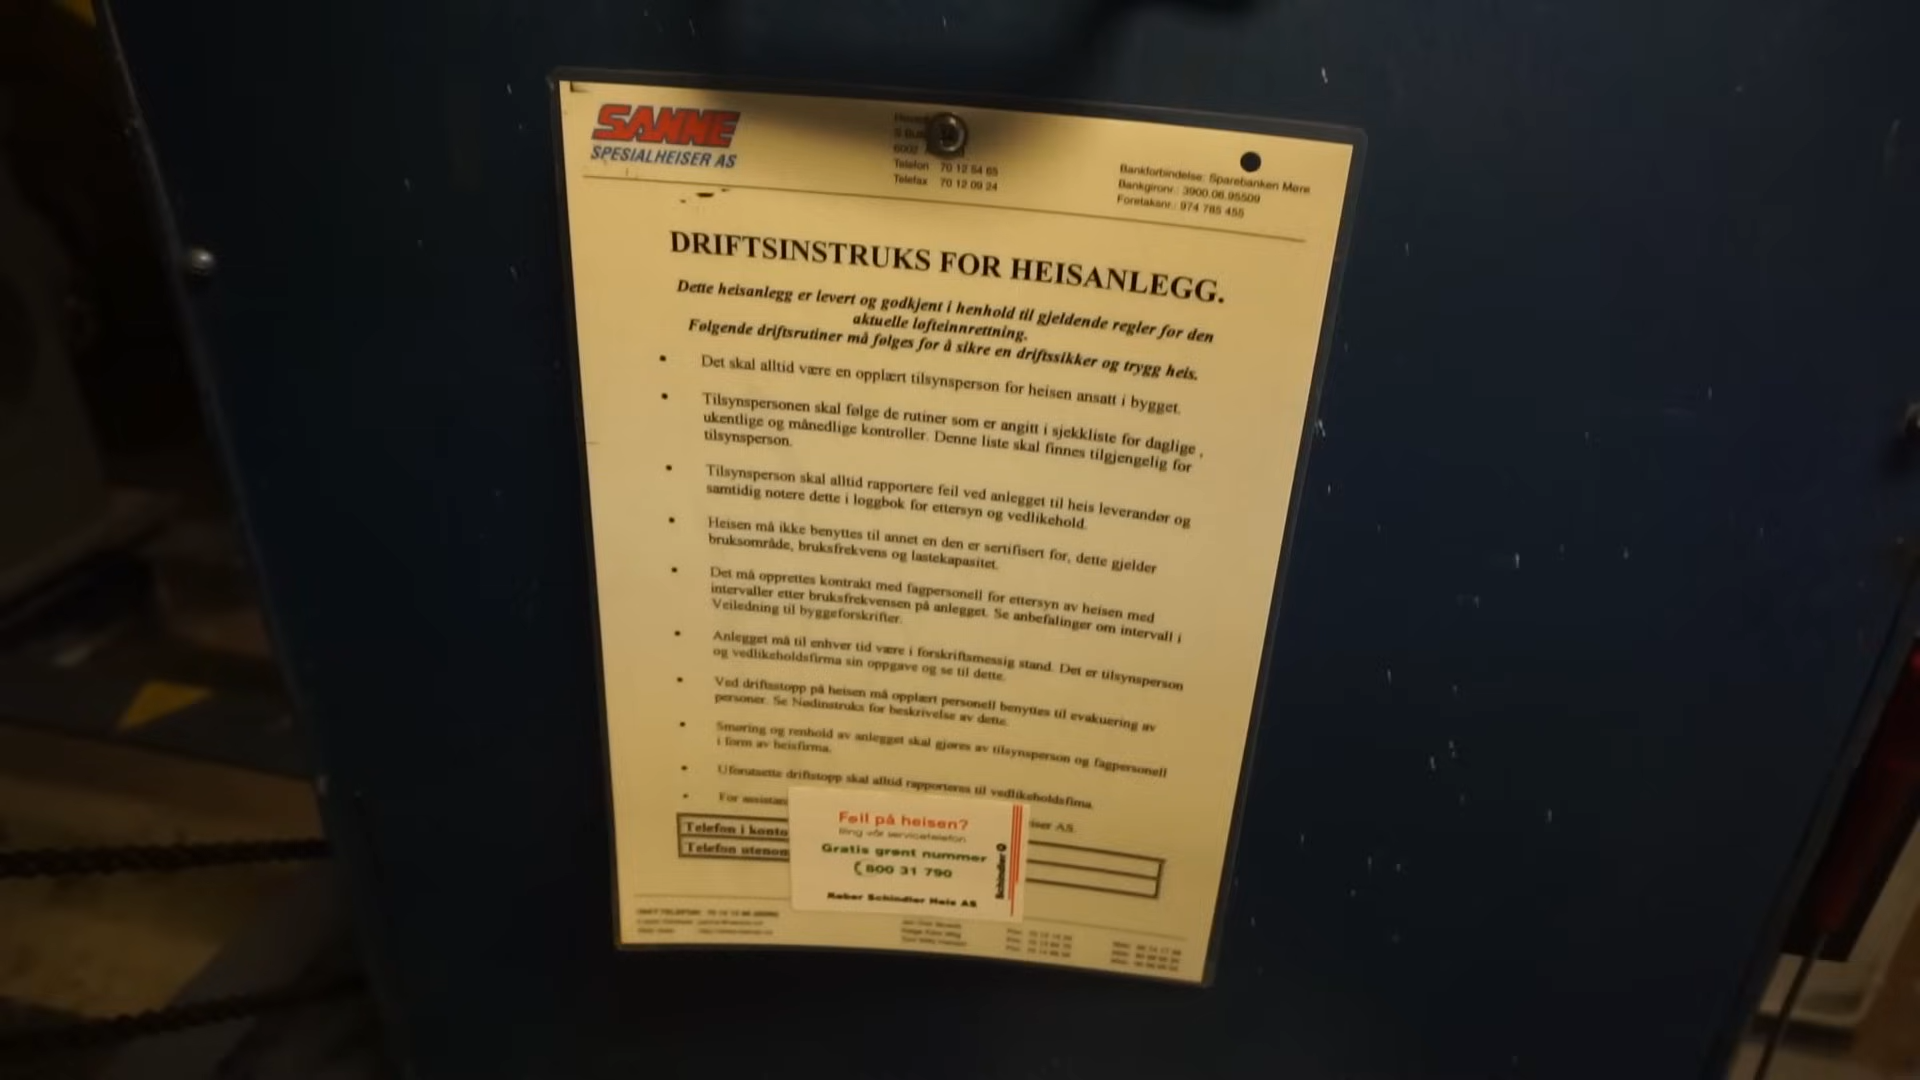 SANNE
SPESIALHEISER AS
6002
Telefon 70 12 54 65
Telefax 70 12 09 24
Bankforbindelse: Sparebanken Møre
Bankgironr.: 3900.06.95509
Foretaksnr.: 974 785 455
DRIFTSINSTRUKS FOR HEISANLEGG.
Dette heisanlegg er levert og godkjent i henhold til gjeldende regler for den
aktuelle løfteinnretning.
Følgende driftsrutiner må følges for å sikre en driftssikker og trygg heis.
• Det skal alltid være en opplært tilsynsperson for heisen ansatt i bygget.
• Tilsynspersonen skal følge de rutiner som er angitt i sjekkliste for daglige ,
ukentlige og månedlige kontroller. Denne liste skal finnes tilgjengelig for
tilsynsperson.
• Tilsynsperson skal alltid rapportere feil ved anlegget til heis leverandør og
samtidig notere dette i loggbok for ettersyn og vedlikehold.
• Heisen må ikke benyttes til annet en den er sertifisert for, dette gjelder
bruksområde, bruksfrekvens og lastekapasitet.
• Det må opprettes kontrakt med fagpersonell for ettersyn av heisen med
intervaller etter bruksfrekvensen på anlegget. Se anbefalinger om intervall i
Veiledning til byggeforskrifter.
• Anlegget må til enhver tid være i forskriftsmessig stand. Det er tilsynsperson
og vedlikeholdsfirma sin oppgave og se til dette.
• Ved driftsstopp på heisen må opplært personell benyttes til evakuering av
personer. Se Nødinstruks for beskrivelse av dette.
• Smøring og renhold av anlegget skal gjøres av tilsynsperson og fagpersonell
i form av heisfirma.
• Uforutsette driftstopp skal alltid rapporteres til vedlikeholdsfima.
• For AS.
Telefon i
Telefon
Feil på heisen?
Ring vår servicetelefon
Gratis grønt nummer
800 31 790
Reber Schindler Heis AS
Schindler